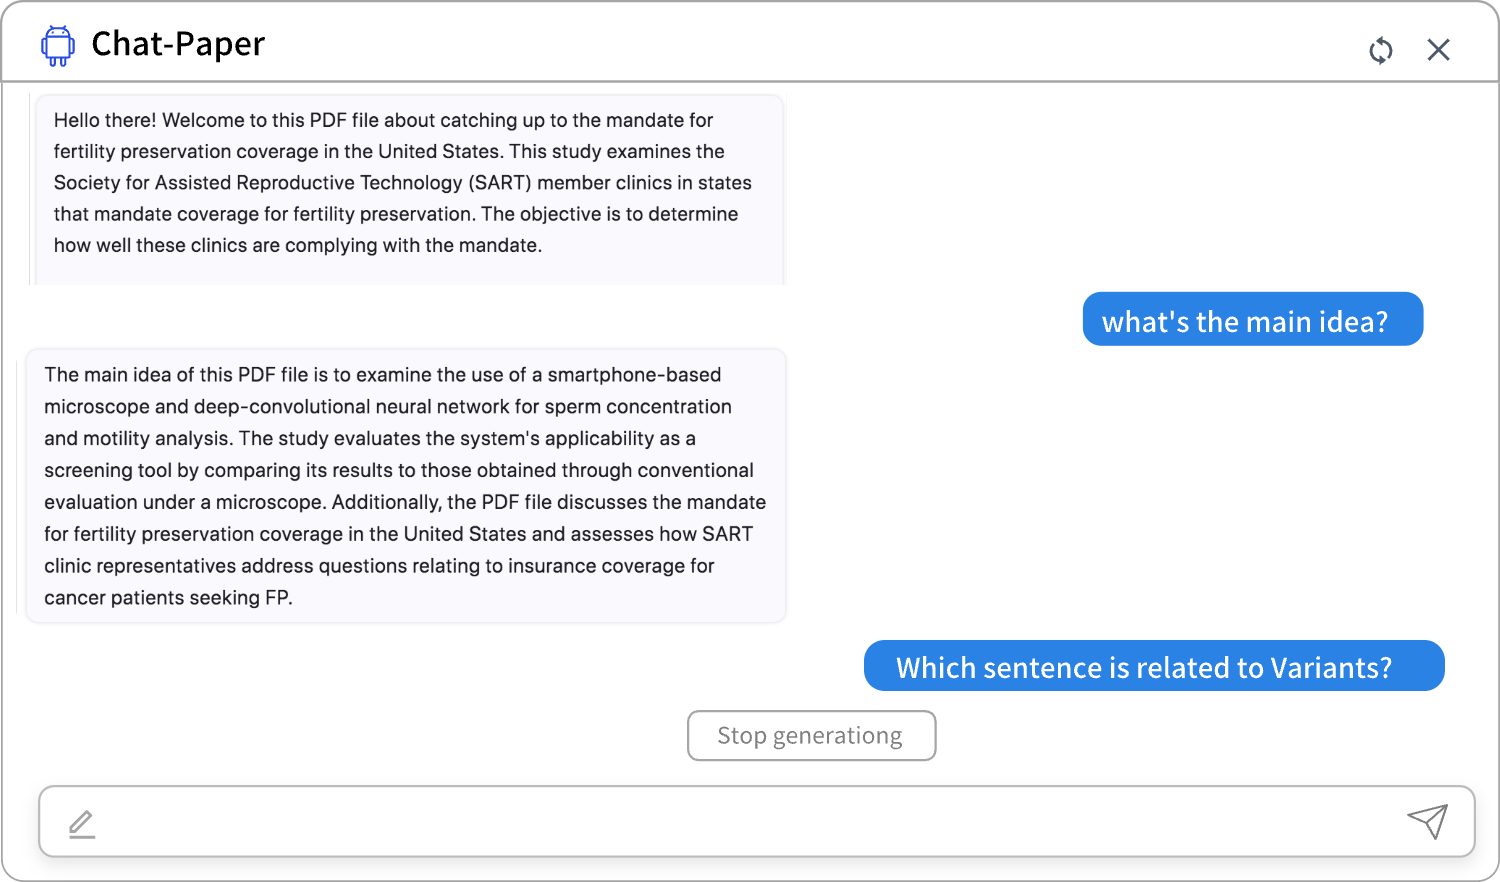 Chat-Paper
Hello there! Welcome to this PDF file about catching up to the mandate for
fertility preservation coverage in the United States. This study examines the
Society for Assisted Reproductive Technology (SART) member clinics in states
that mandate coverage for fertility preservation. The objective is to determine
how well these clinics are complying with the mandate.
what's the main idea?
The main idea of this PDF file is to examine the use of a smartphone-based
microscope and deep-convolutional neural network for sperm concentration
and motility analysis. The study evaluates the system's applicability as a
screening tool by comparing its results to those obtained through conventional
evaluation under a microscope. Additionally, the PDF file discusses the mandate
for fertility preservation coverage in the United States and assesses how SART
clinic representatives address questions relating to insurance coverage for
cancer patients seeking FP.
Which sentence is related to Variants?
Stop generationg